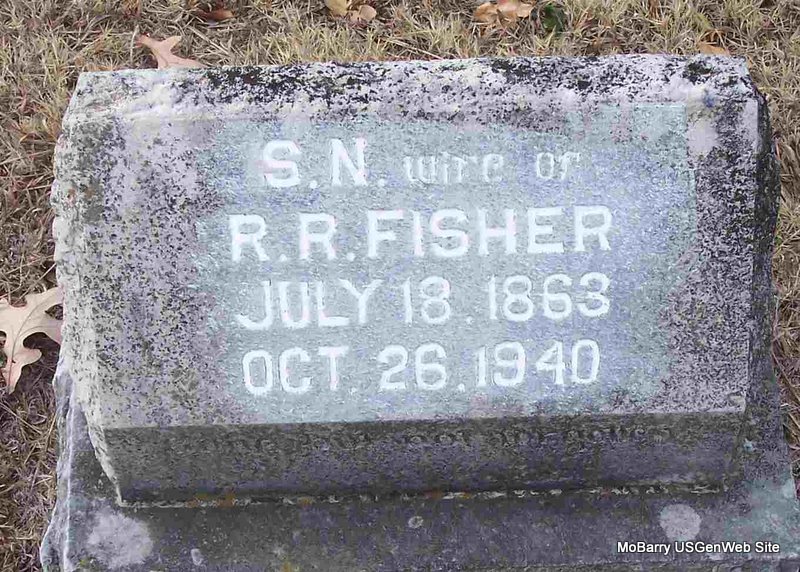 S.N. wife of
R.R. FISHER
JULY 18. 1863
OCT. 26. 1940
MoBarry USGenWeb Site